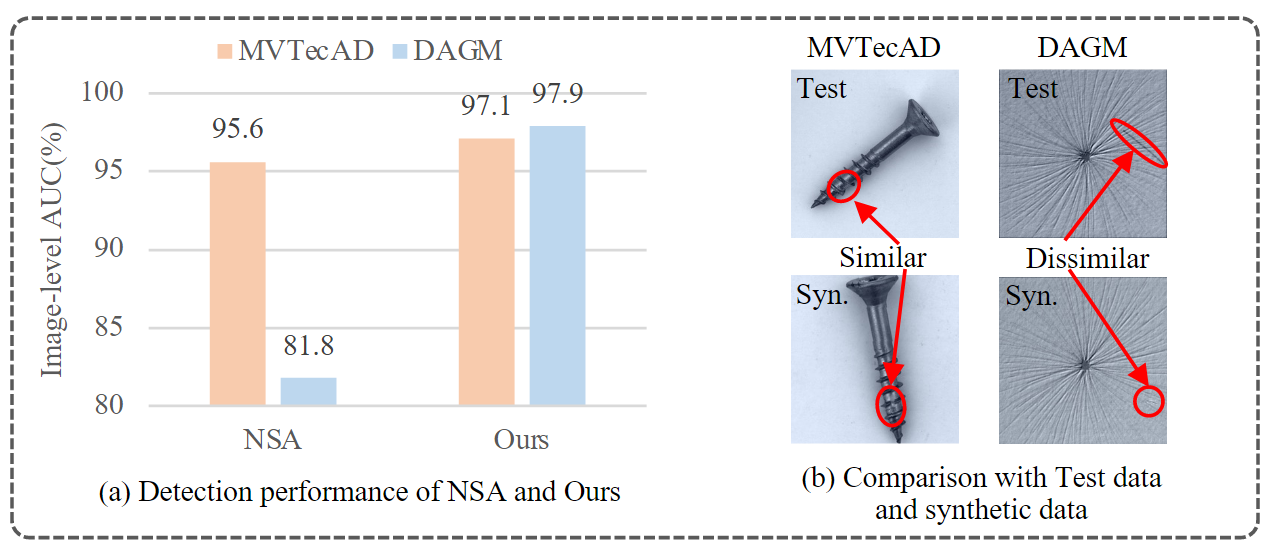 MVTecAD DAGM
Image-level AUC(%)
100
95
90
85
80
95.6
81.8
97.1
97.9
NSA
Ours
(a) Detection performance of NSA and Ours
MVTecAD
DAGM
Test
Test
Similar
Dissimilar
Syn.
Syn.
(b) Comparison with Test data
and synthetic data